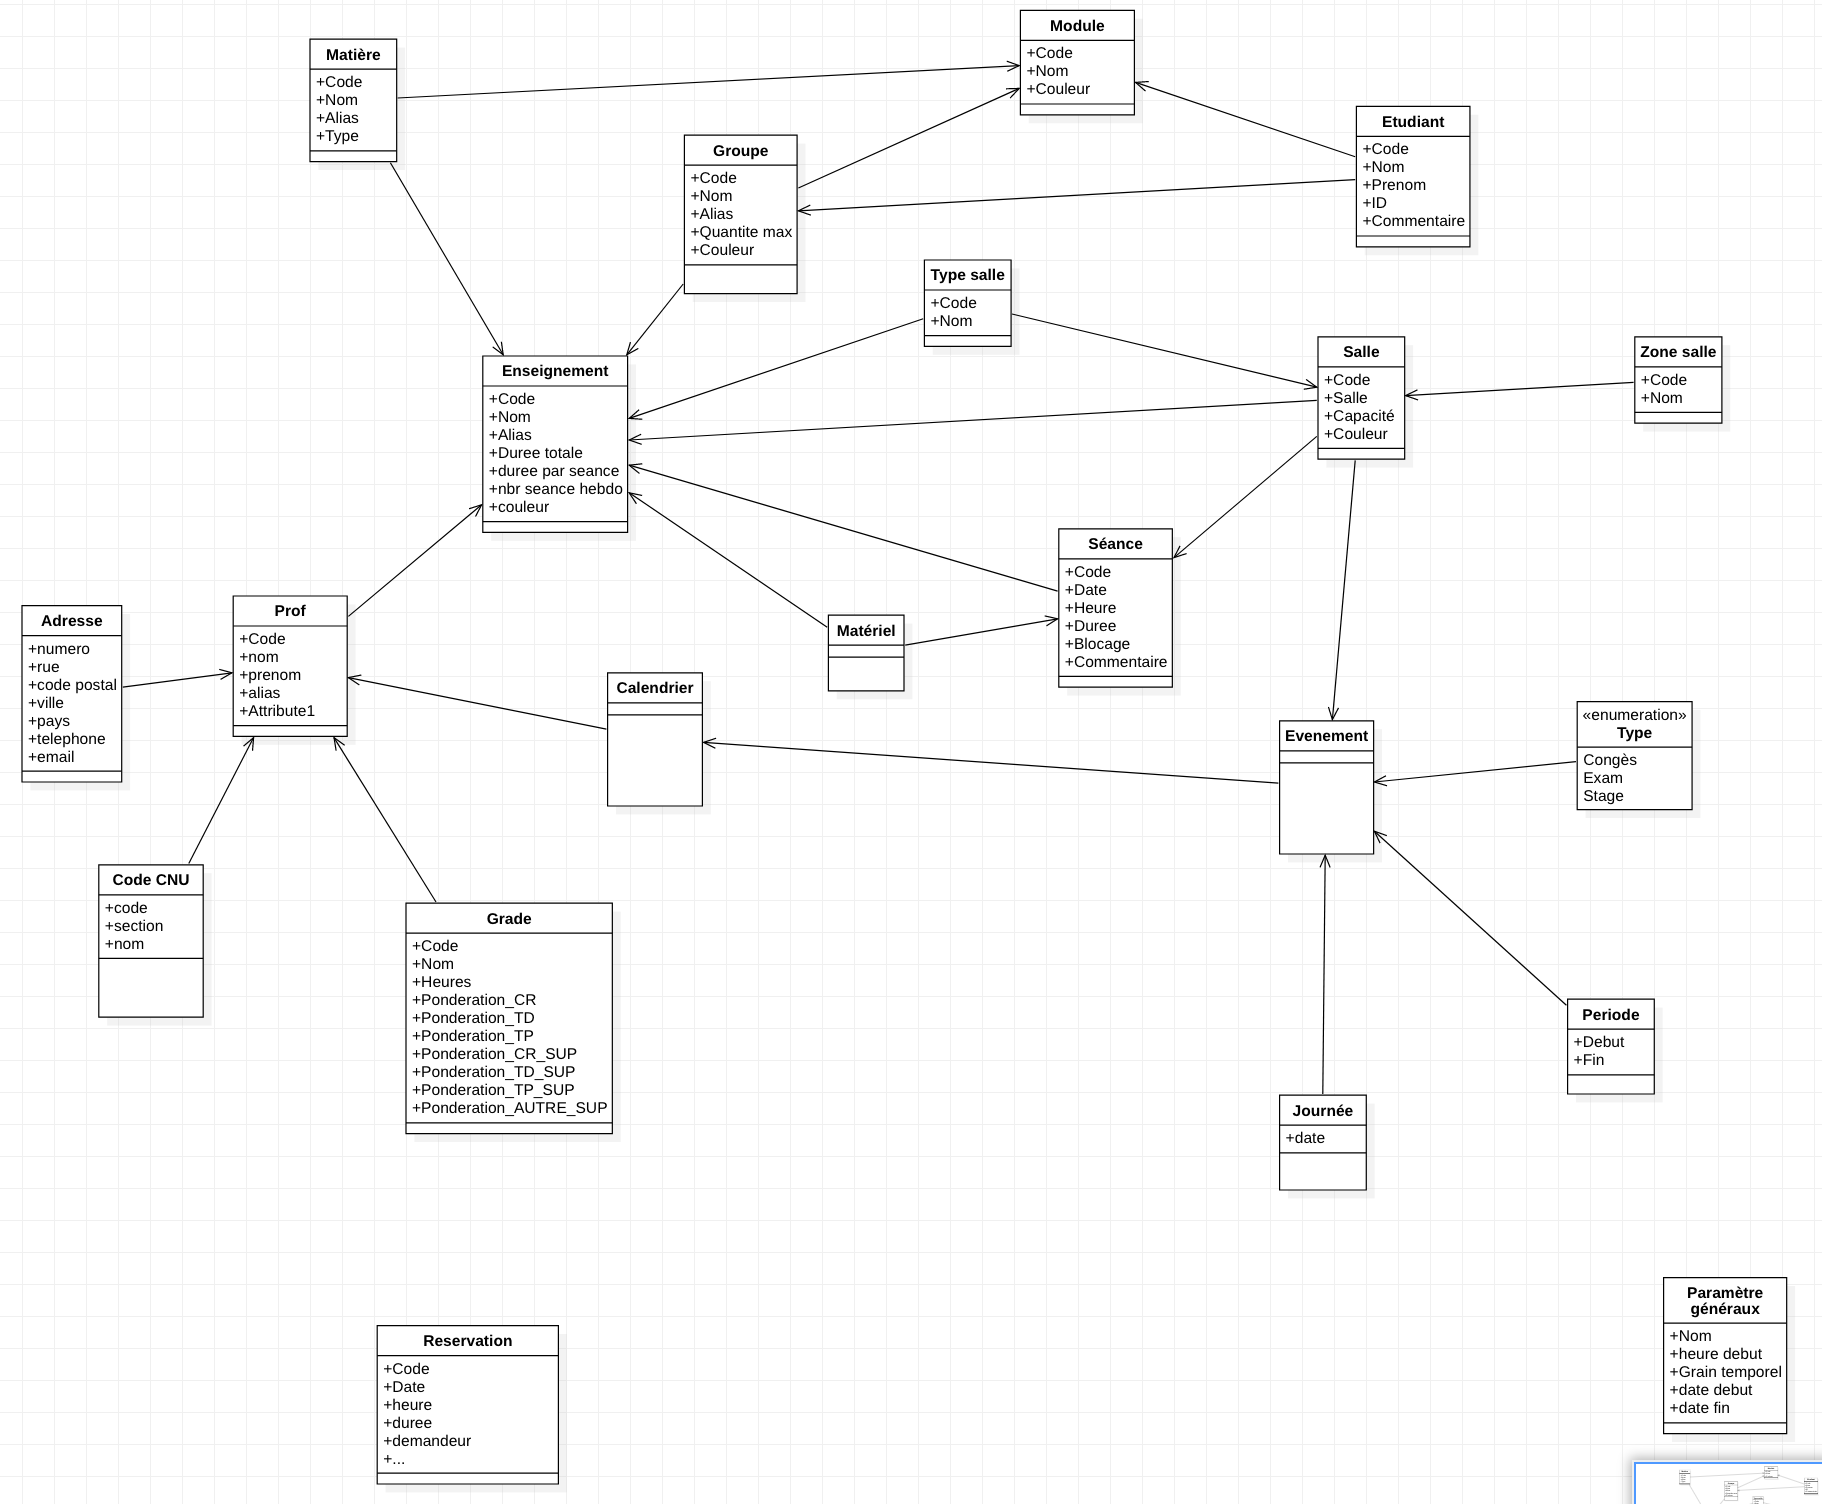 Module
+Code
+Nom
+Couleur
Matière
+Code
+Nom
+Alias
+Type
Etudiant
+Code
+Nom
+Prenom
+ID
+Commentaire
Groupe
+Code
+Nom
+Alias
+Quantite max
+Couleur
Type salle
+Code
+Nom
Salle
+Code
+Salle
+Capacité
+Couleur
Zone salle
+Code
+Nom
Enseignement
+Code
+Nom
+Alias
+Duree totale
+duree par seance
+nbr seance hebdo
+couleur
Séance
+Code
+Date
+Heure
+Duree
+Blocage
+Commentaire
Adresse
+numero
+rue
+code postal
+ville
+pays
+telephone
+email
Prof
+Code
+nom
+prenom
+alias
+Attribute1
Matériel
Calendrier
Evenement
«enumeration»
Type
Congès
Exam
Stage
Code CNU
+code
+section
+nom
Grade
+Code
+Nom
+Heures
+Ponderation_CR
+Ponderation_TD
+Ponderation_TP
+Ponderation_CR_SUP
+Ponderation_TD_SUP
+Ponderation_TP_SUP
+Ponderation_AUTRE_SUP
Periode
+Debut
+Fin
Journée
+date
Paramètre
généraux
+Nom
+heure debut
+Grain temporel
+date debut
+date fin
Reservation
+Code
+Date
+heure
+duree
+demandeur
+...